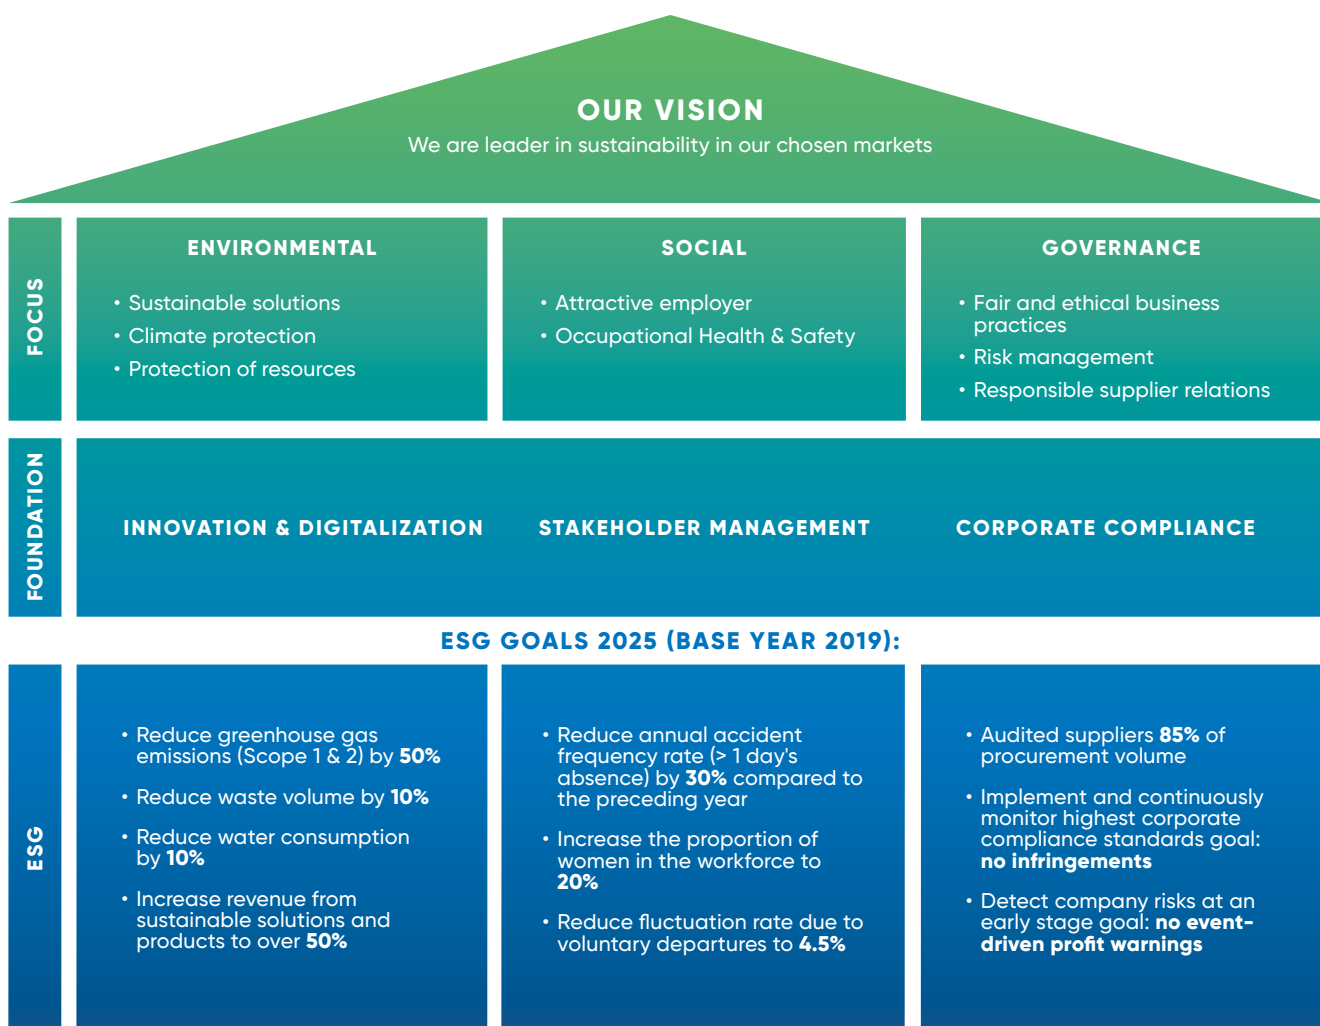 OUR VISION
We are leader in sustainability in our chosen markets
FOCUS
ENVIRONMENTAL
• Sustainable solutions
• Climate protection
• Protection of resources
SOCIAL
• Attractive employer
• Occupational Health & Safety
GOVERNANCE
• Fair and ethical business
practices
• Risk management
• Responsible supplier relations
FOUNDATION
INNOVATION & DIGITALIZATION
STAKEHOLDER MANAGEMENT
CORPORATE COMPLIANCE
ESG GOALS 2025 (BASE YEAR 2019):
ESG
• Reduce greenhouse gas
emissions (Scope 1 & 2) by 50%
• Reduce waste volume by 10%
• Reduce water consumption
by 10%
• Increase revenue from
sustainable solutions and
products to over 50%
• Reduce annual accident
frequency rate (> 1 day's
absence) by 30% compared to
the preceding year
• Increase the proportion of
women in the workforce to
20%
• Reduce fluctuation rate due to
voluntary departures to 4.5%
• Audited suppliers 85% of
procurement volume
• Implement and continuously
monitor highest corporate
compliance standards goal:
no infringements
• Detect company risks at an
early stage goal: no event-
driven profit warnings